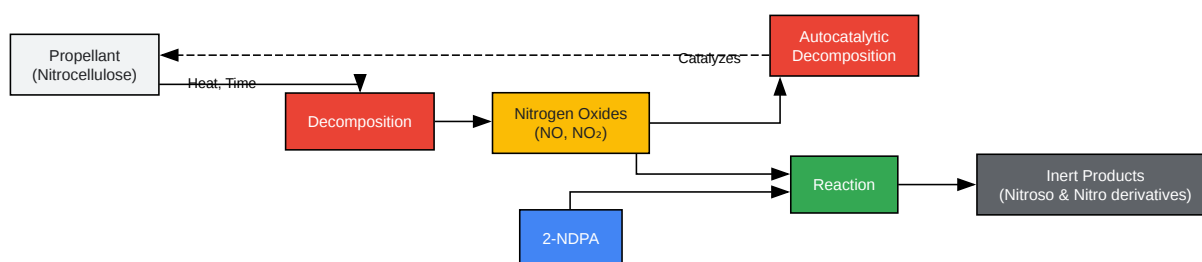 Propellant
(Nitrocellulose)
Heat, Time
Decomposition
Nitrogen Oxides
(NO, NO₂)
Catalyzes
Autocatalytic
Decomposition
2-NDPA
Reaction
Inert Products
(Nitroso & Nitro derivatives)